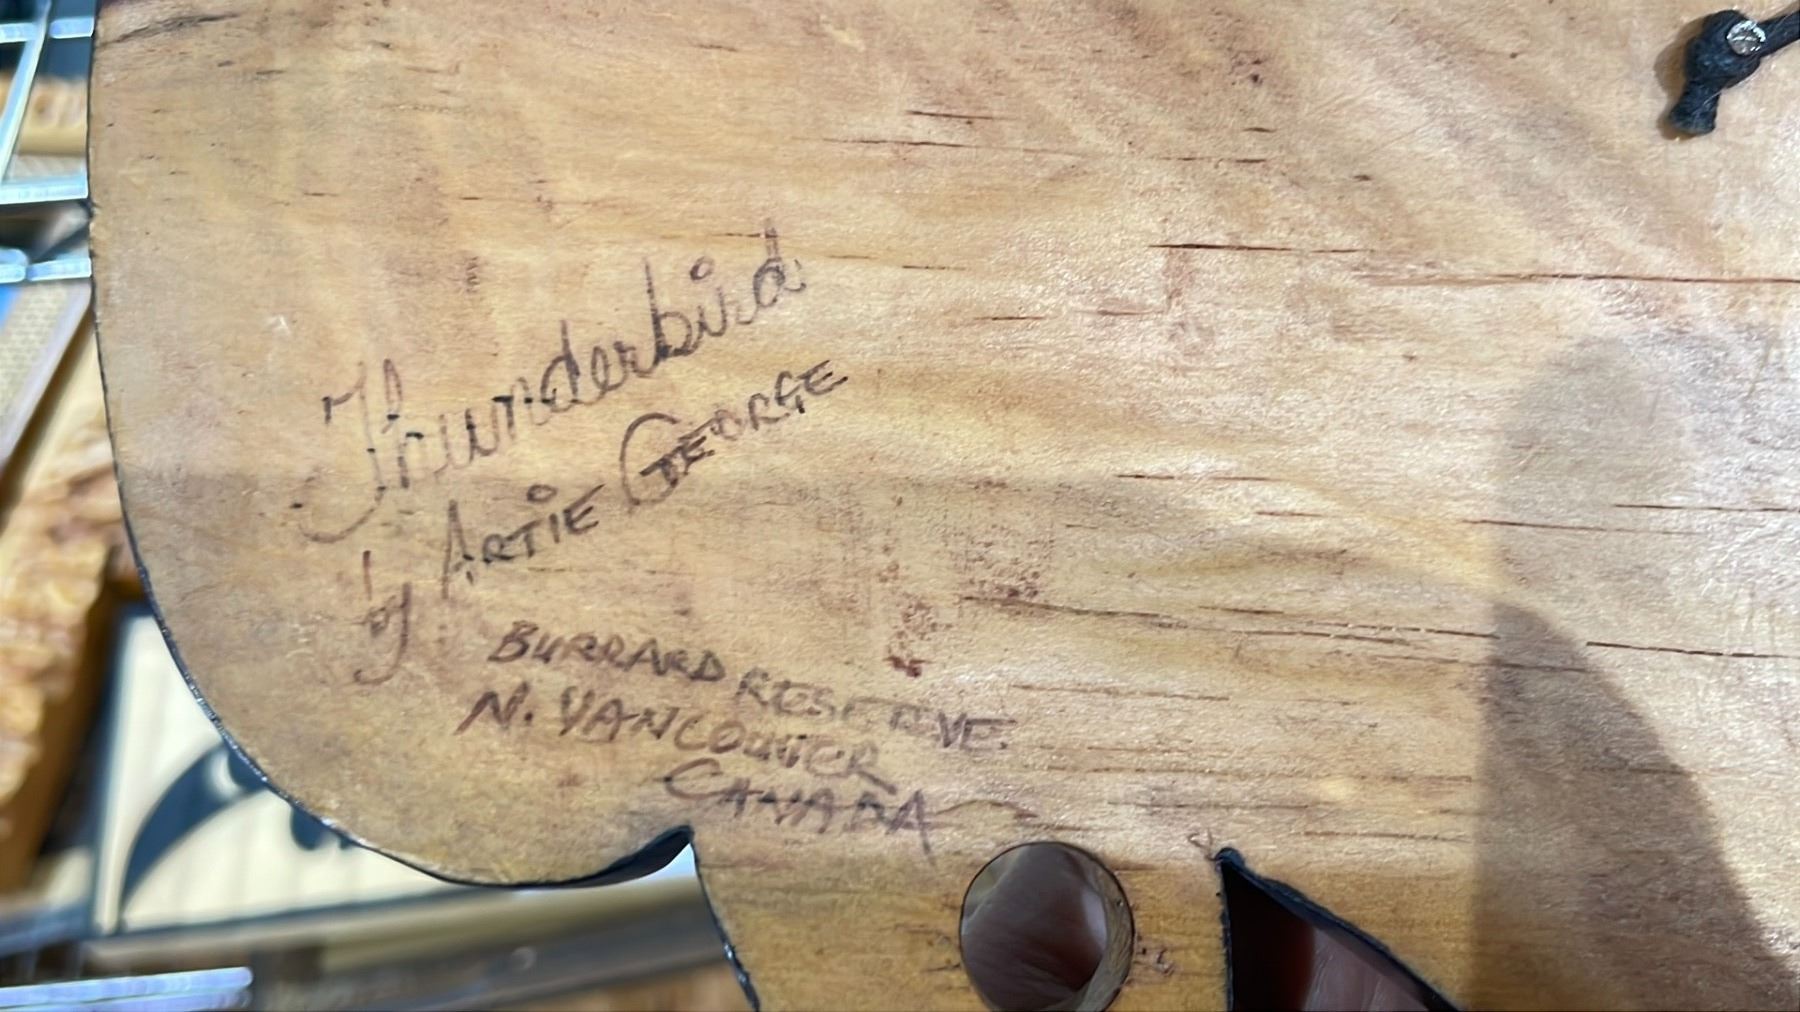 Thunderbird
by ARTIE GEORGE
BURRARD RESERVE.
N. VANCOUVER
CANADA